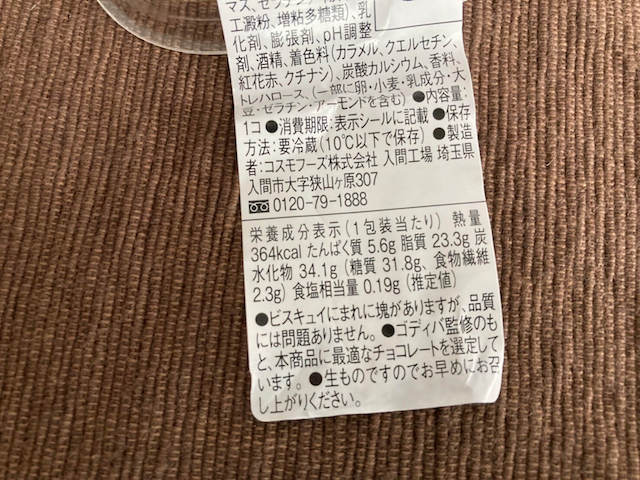 マス、ゼラチン、
工澱粉、増粘多糖類)、乳
化剤、膨張剤、pH調整
剤、酒精、着色料(カラメル、クエルセチン、
紅花赤、クチナシ)、炭酸カルシウム、香料、
トレハロース、(一部に卵・小麦・乳成分・大
豆・ゼラチン・アーモンドを含む) ●内容量:
1コ ●消費期限:表示シールに記載 ●保存
方法:要冷蔵(10℃以下で保存) ●製造
者:コスモフーズ株式会社 入間工場 埼玉県
入間市大字狭山ヶ原307
0120-79-1888
栄養成分表示(1包装当たり) 熱量
364kcal たんぱく質 5.6g 脂質 23.3g 炭
水化物 34.1g(糖質 31.8g、食物繊維
2.3g) 食塩相当量 0.19g(推定値)
●ビスキュイにまれに塊がありますが、品質
には問題ありません。●ゴディバ監修のも
と、本商品に最適なチョコレートを選定して
います。●生ものですのでお早めにお召
し上がりください。